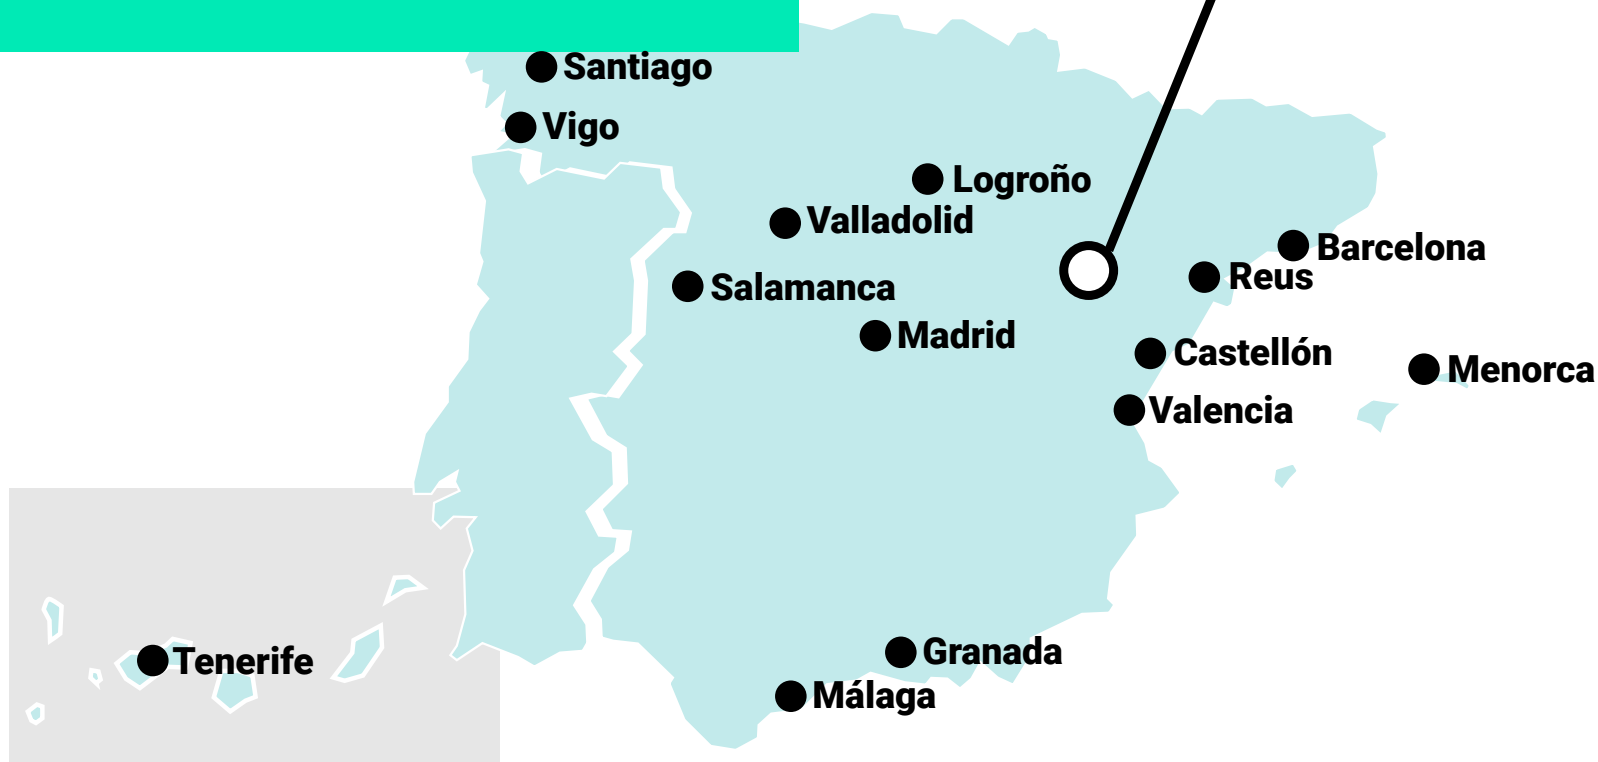 Santiago
Vigo
Logroño
Valladolid
Barcelona
Reus
Salamanca
Madrid
Castellón
Menorca
Valencia
Granada
Tenerife
Málaga